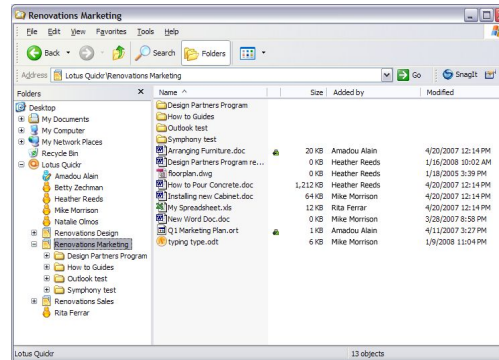 Renovations Marketing
File Edit View Favorites Tools Help
Back Search Folders
Address Lotus Quickr\Renovations Marketing Go SnagIt
Folders x Name Size Added by Modified
Desktop
My Documents
My Computer
My Network Places
Recycle Bin
Lotus Quickr
Amadou Alain
Betty Zechman
Heather Reeds
Mike Morrison
Natalie Olmos
Renovations Design
Renovations Marketing
Design Partners Program
How to Guides
Outlook test
Symphony test
Renovations Sales
Rita Ferrar
Design Partners Program
How to Guides
Outlook test
Symphony test
Arranging Furniture.doc 20 KB Amadou Alain 4/20/2007 12:14 PM
Design Partners Program re... 0 KB Heather Reeds 1/16/2008 10:02 AM
floorplan.dwg 0 KB Heather Reeds 1/18/2005 3:39 PM
How to Pour Concrete.doc 1,212 KB Heather Reeds 4/20/2007 12:14 PM
Installing new Cabinet.doc 64 KB Mike Morrison 4/20/2007 12:14 PM
My Spreadsheet.xls 12 KB Rita Ferrar 4/20/2007 12:14 PM
New Word Doc.doc 0 KB Mike Morrison 3/28/2007 8:58 PM
Q1 Marketing Plan.ort 1 KB Amadou Alain 4/11/2007 3:27 PM
typing type.odt 6 KB Mike Morrison 1/9/2008 11:04 PM
Lotus Quickr 13 objects